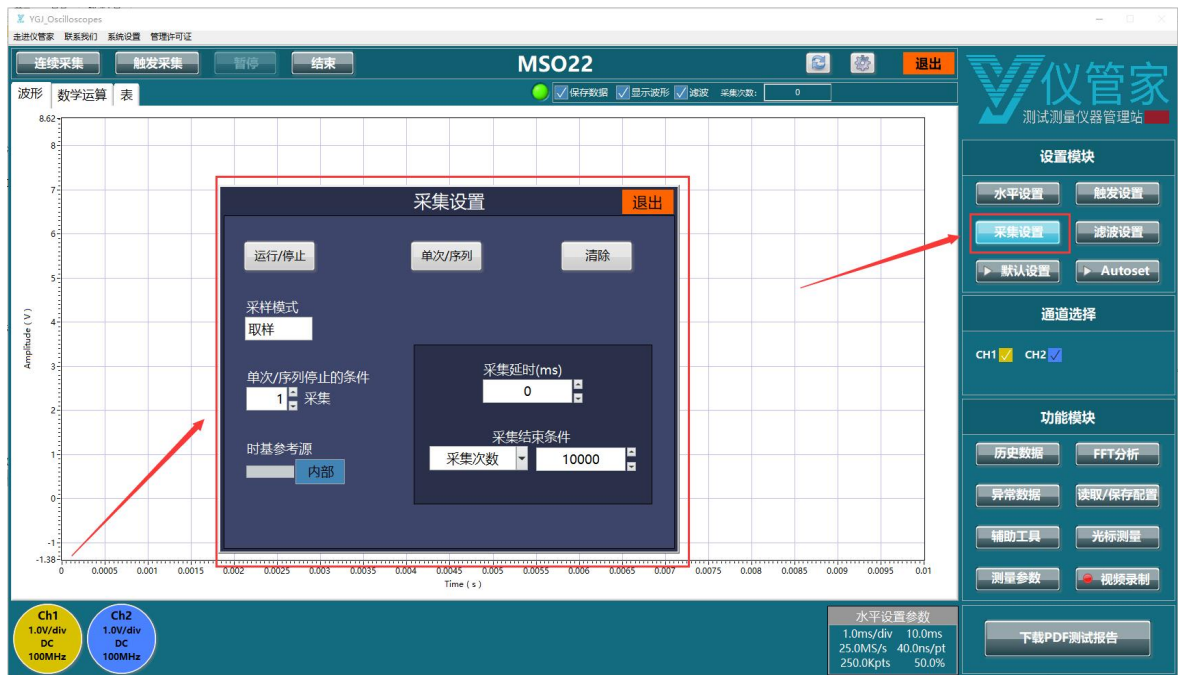 YGJ_Oscilloscopes
走进仪管家 联系我们 系统设置 管理许可证
连续采集 触发采集 暂停 结束 MSO22 退出
波形 数学运算 表 保存数据 显示波形 滤波 采集次数: 0
仪管家
测试测量仪器管理站
设置模块
水平设置 触发设置
采集设置 滤波设置
默认设置 Autoset
通道选择
CH1 CH2
功能模块
历史数据 FFT分析
异常数据 读取/保存配置
辅助工具 光标测量
测量参数 视频录制
下载PDF测试报告
采集设置 退出
运行/停止 单次/序列 清除
采样模式
取样
单次/序列停止的条件
1 采集
时基参考源
内部
采集延时(ms)
0
采集结束条件
采集次数 10000
Amplitude ( V )
8.62
8
7
6
5
4
3
2
1
0
-1
-1.38
0 0.0005 0.001 0.0015 0.002 0.0025 0.003 0.0035 0.004 0.0045 0.005 0.0055 0.006 0.0065 0.007 0.0075 0.008 0.0085 0.009 0.0095 0.01
Time ( s )
Ch1
1.0V/div
DC
100MHz
Ch2
1.0V/div
DC
100MHz
水平设置参数
1.0ms/div 10.0ms
25.0MS/s 40.0ns/pt
250.0Kpts 50.0%